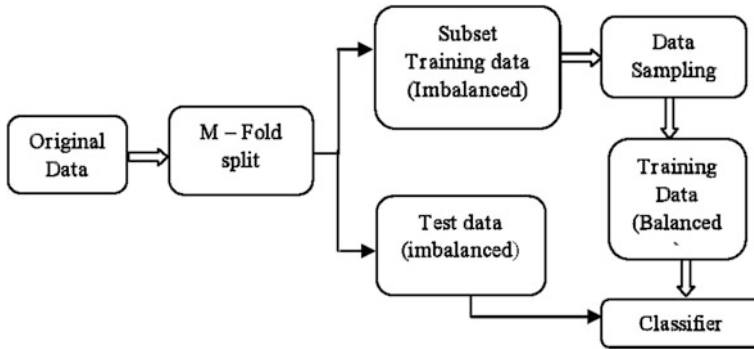 Original
Data
M – Fold
split
Subset
Training data
(Imbalanced)
Data
Sampling
Training
Data
(Balanced
Test data
(imbalanced)
Classifier